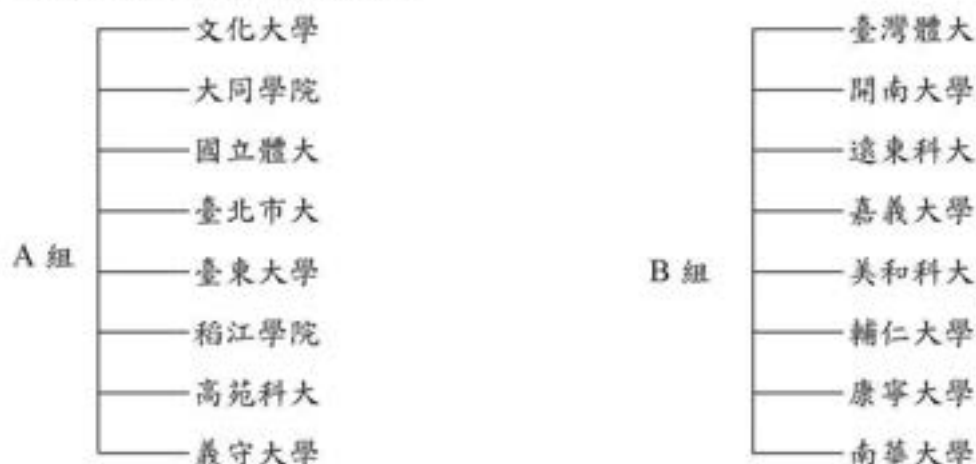 A 組
文化大學
大同學院
國立體大
臺北市大
臺東大學
稻江學院
高苑科大
義守大學
B 組
臺灣體大
開南大學
遠東科大
嘉義大學
美和科大
輔仁大學
康寧大學
南華大學